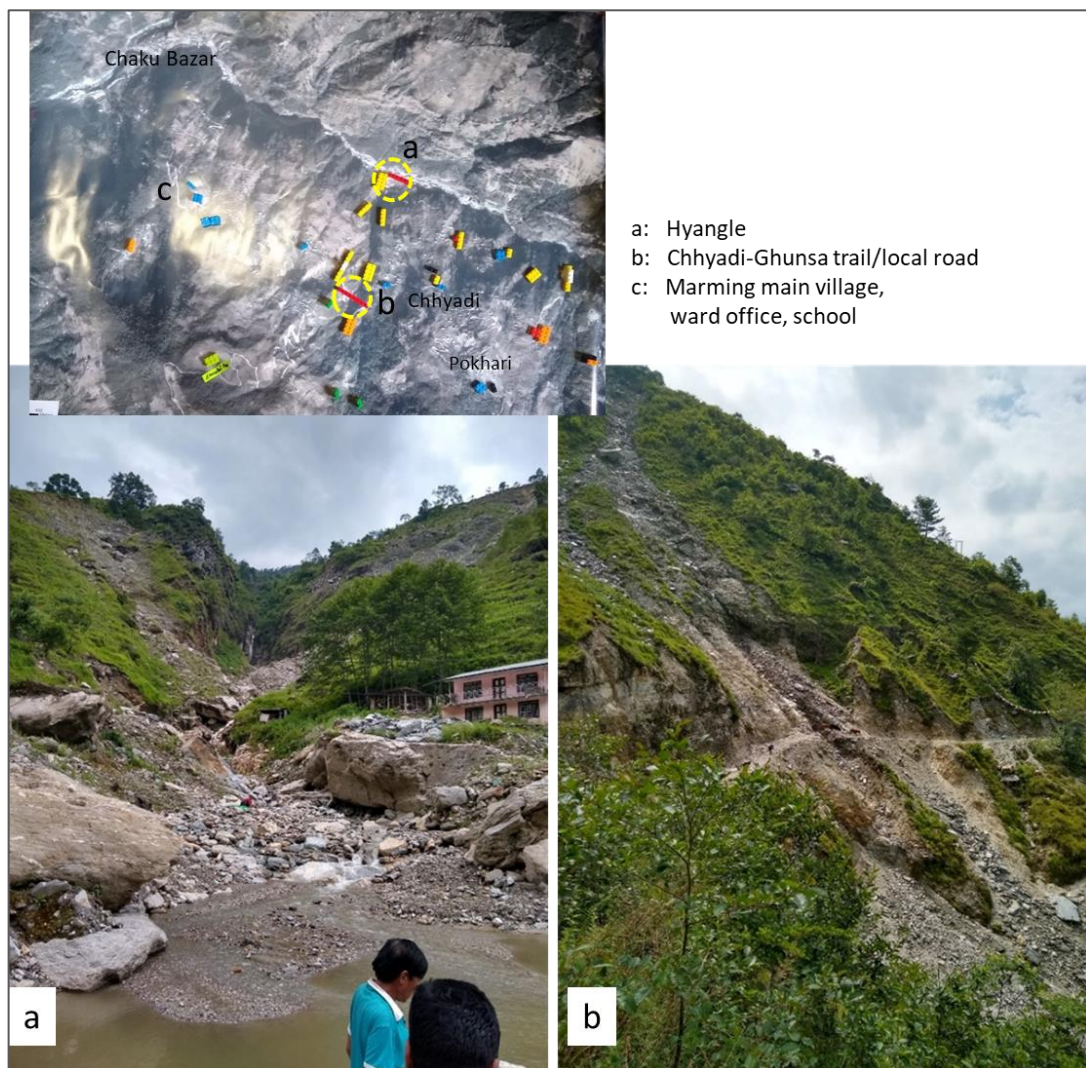 Chaku Bazar
a
c
b
Chhyadi
Pokhari
a: Hyangle
b: Chhyadi-Ghunsa trail/local road
c: Marming main village,
ward office, school
a
b